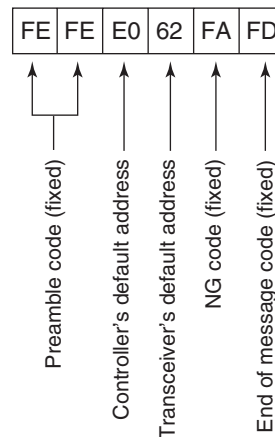 FE FE E0 62 FA FD
Preamble code (fixed)
Controller's default address
Transceiver's default address
NG code (fixed)
End of message code (fixed)